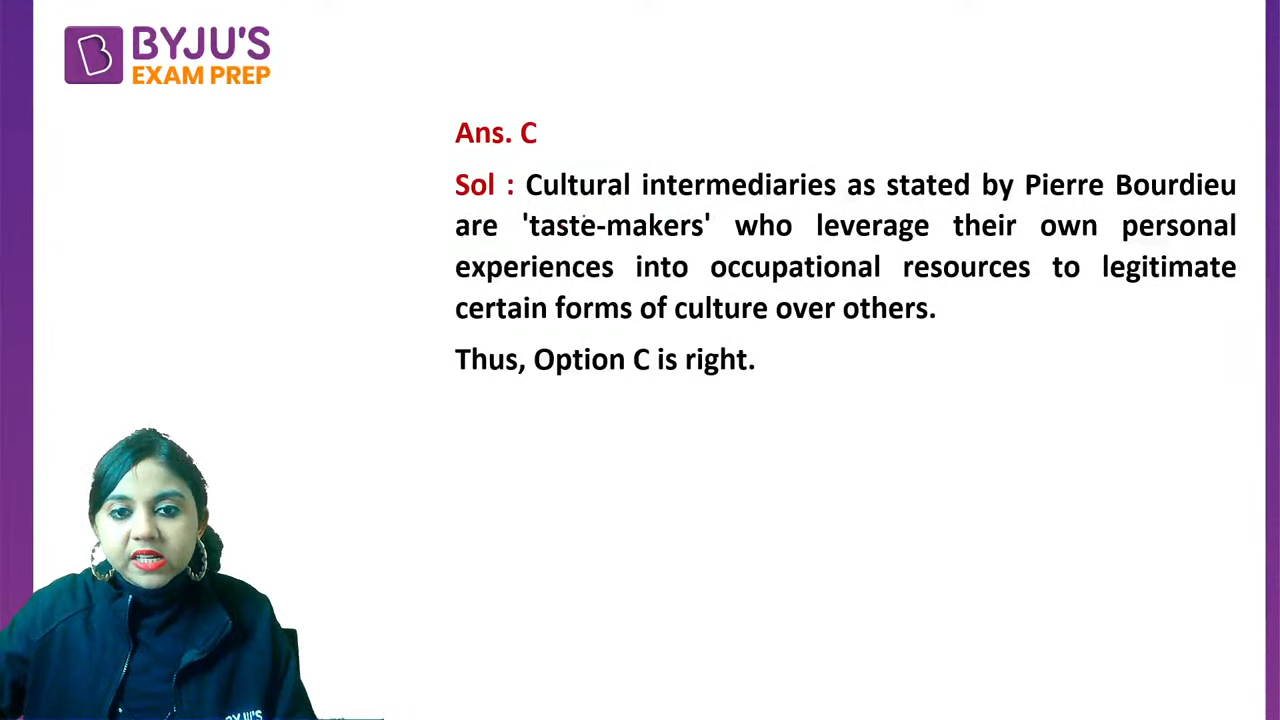 BYJU'S
EXAM PREP
Ans. C
Sol : Cultural intermediaries as stated by Pierre Bourdieu
are 'taste-makers' who leverage their own personal
experiences into occupational resources to legitimate
certain forms of culture over others.
Thus, Option C is right.
BYJU'S